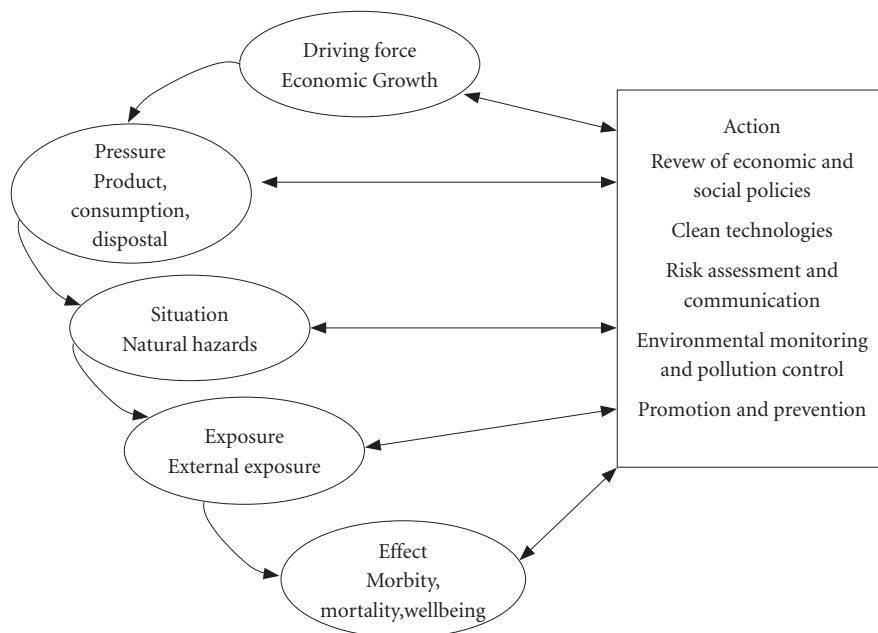 Driving force
Economic Growth
Pressure
Product,
consumption,
dispostal
Situation
Natural hazards
Exposure
External exposure
Effect
Morbity,
mortality,wellbeing
Action
Revew of economic and
social policies
Clean technologies
Risk assessment and
communication
Environmental monitoring
and pollution control
Promotion and prevention